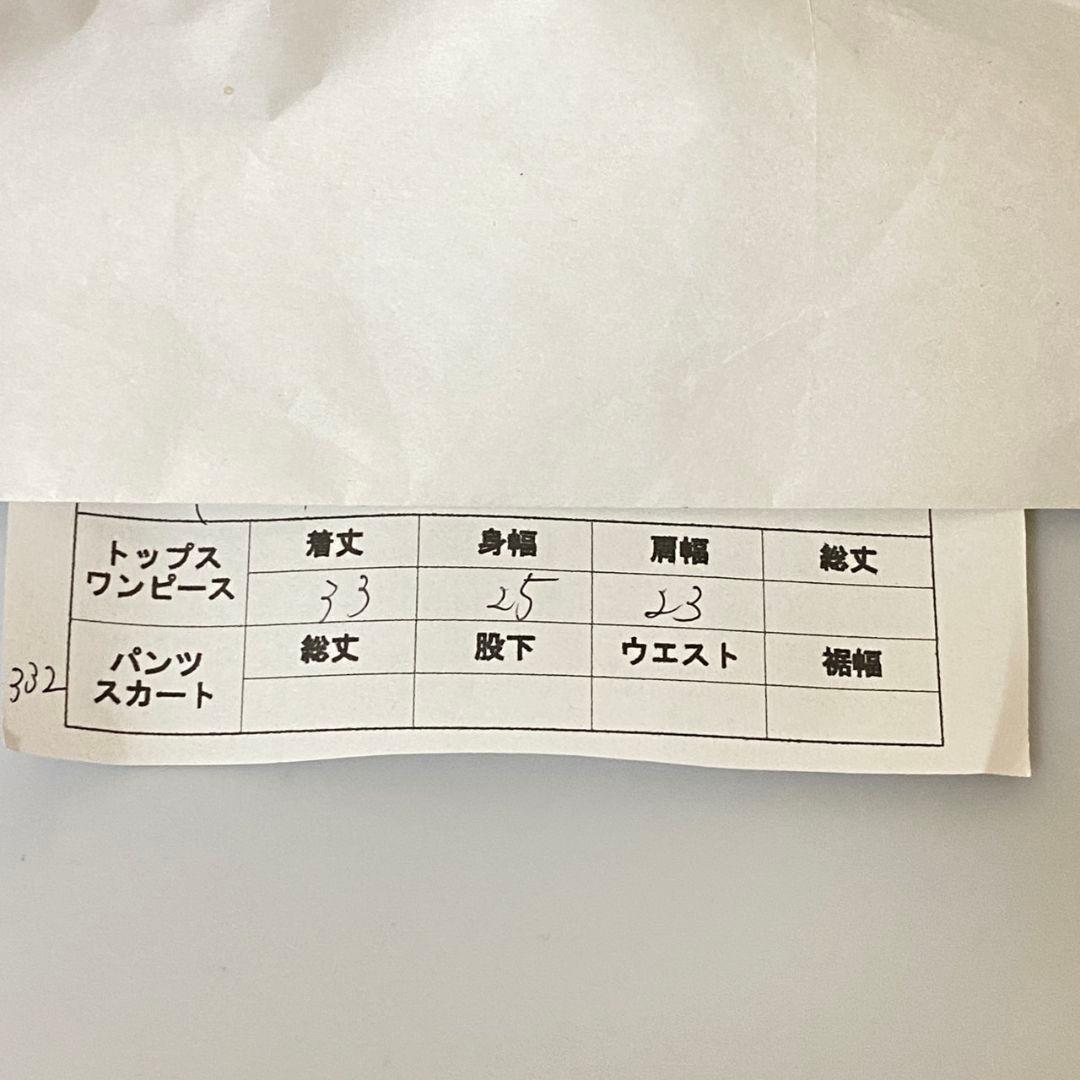 トップス
ワンピース
着丈 身幅 肩幅 総丈
33 25 23
パンツ
スカート
総丈 股下 ウエスト 裾幅
332